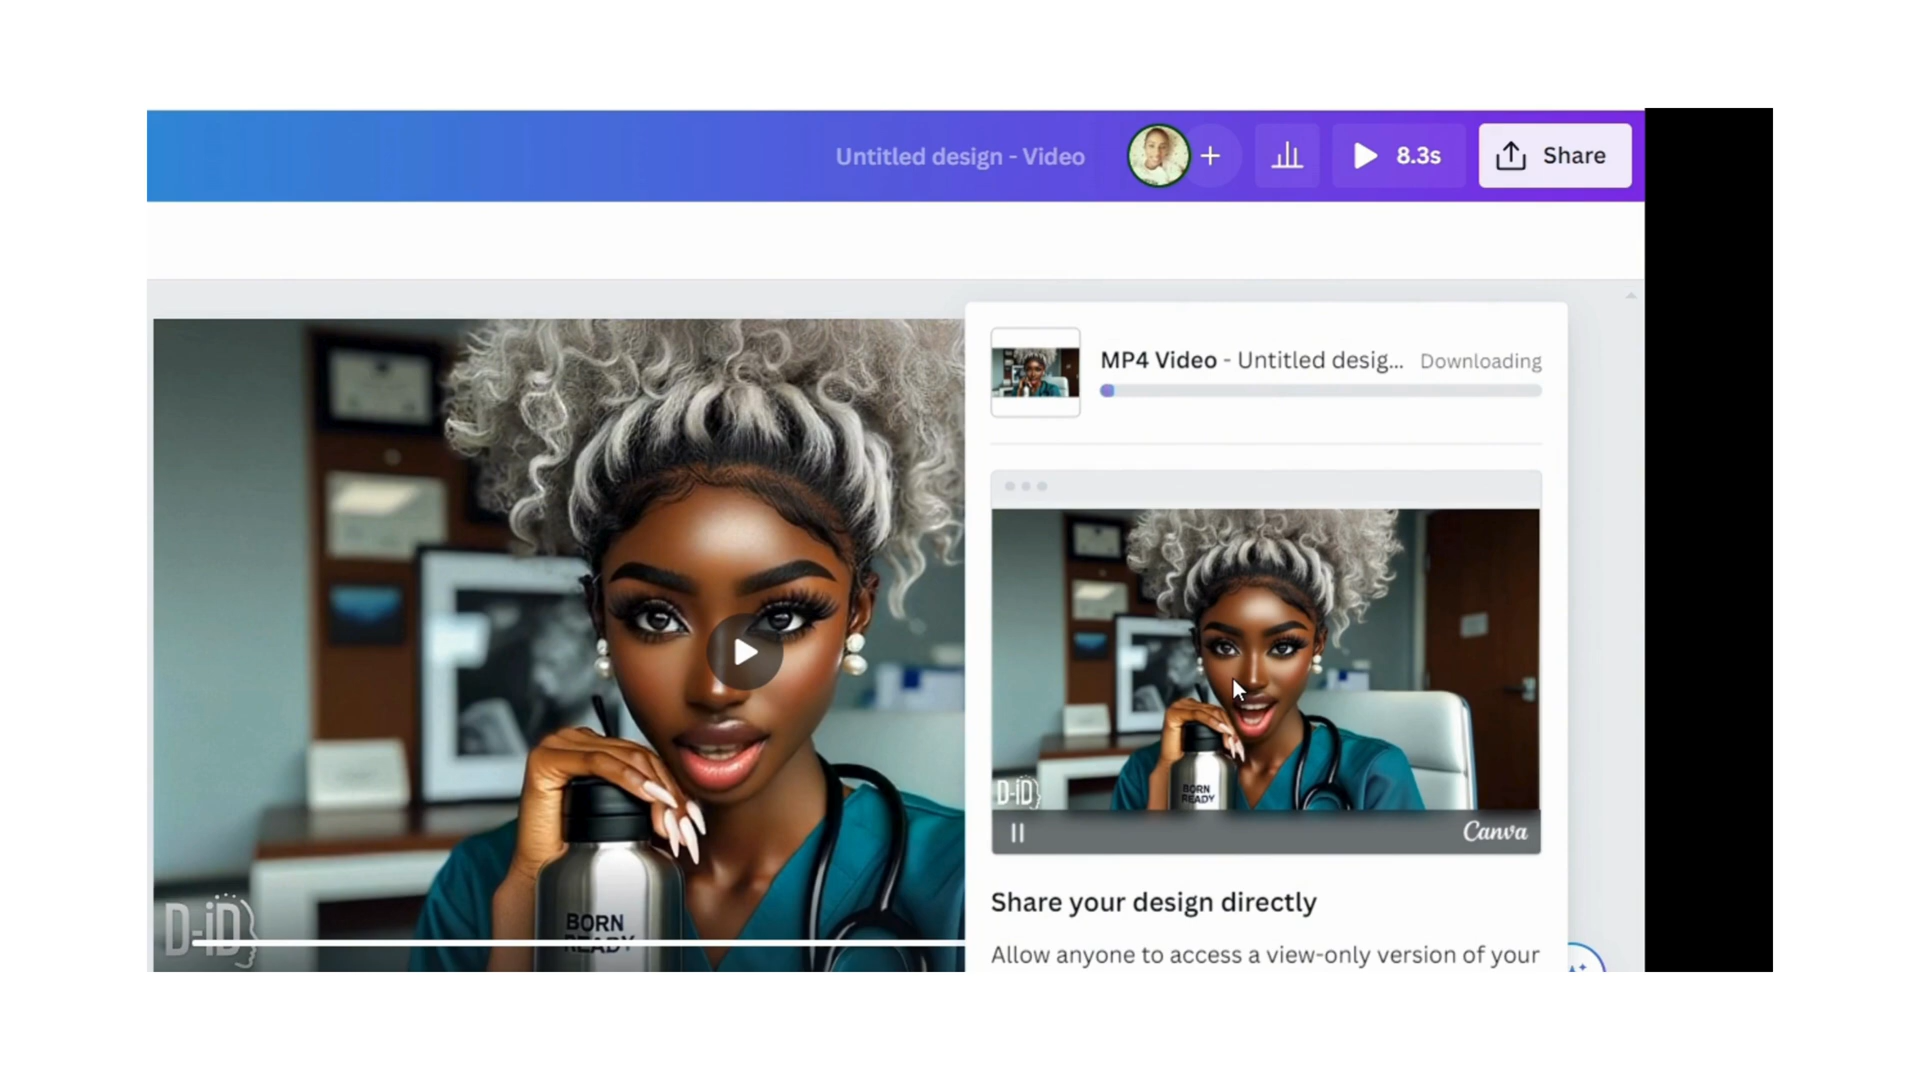 Untitled design - Video
8.3s
Share
MP4 Video - Untitled desig... Downloading
D-iD
BORN
READY
Canva
BORN
READY
D-iD
Share your design directly
Allow anyone to access a view-only version of your